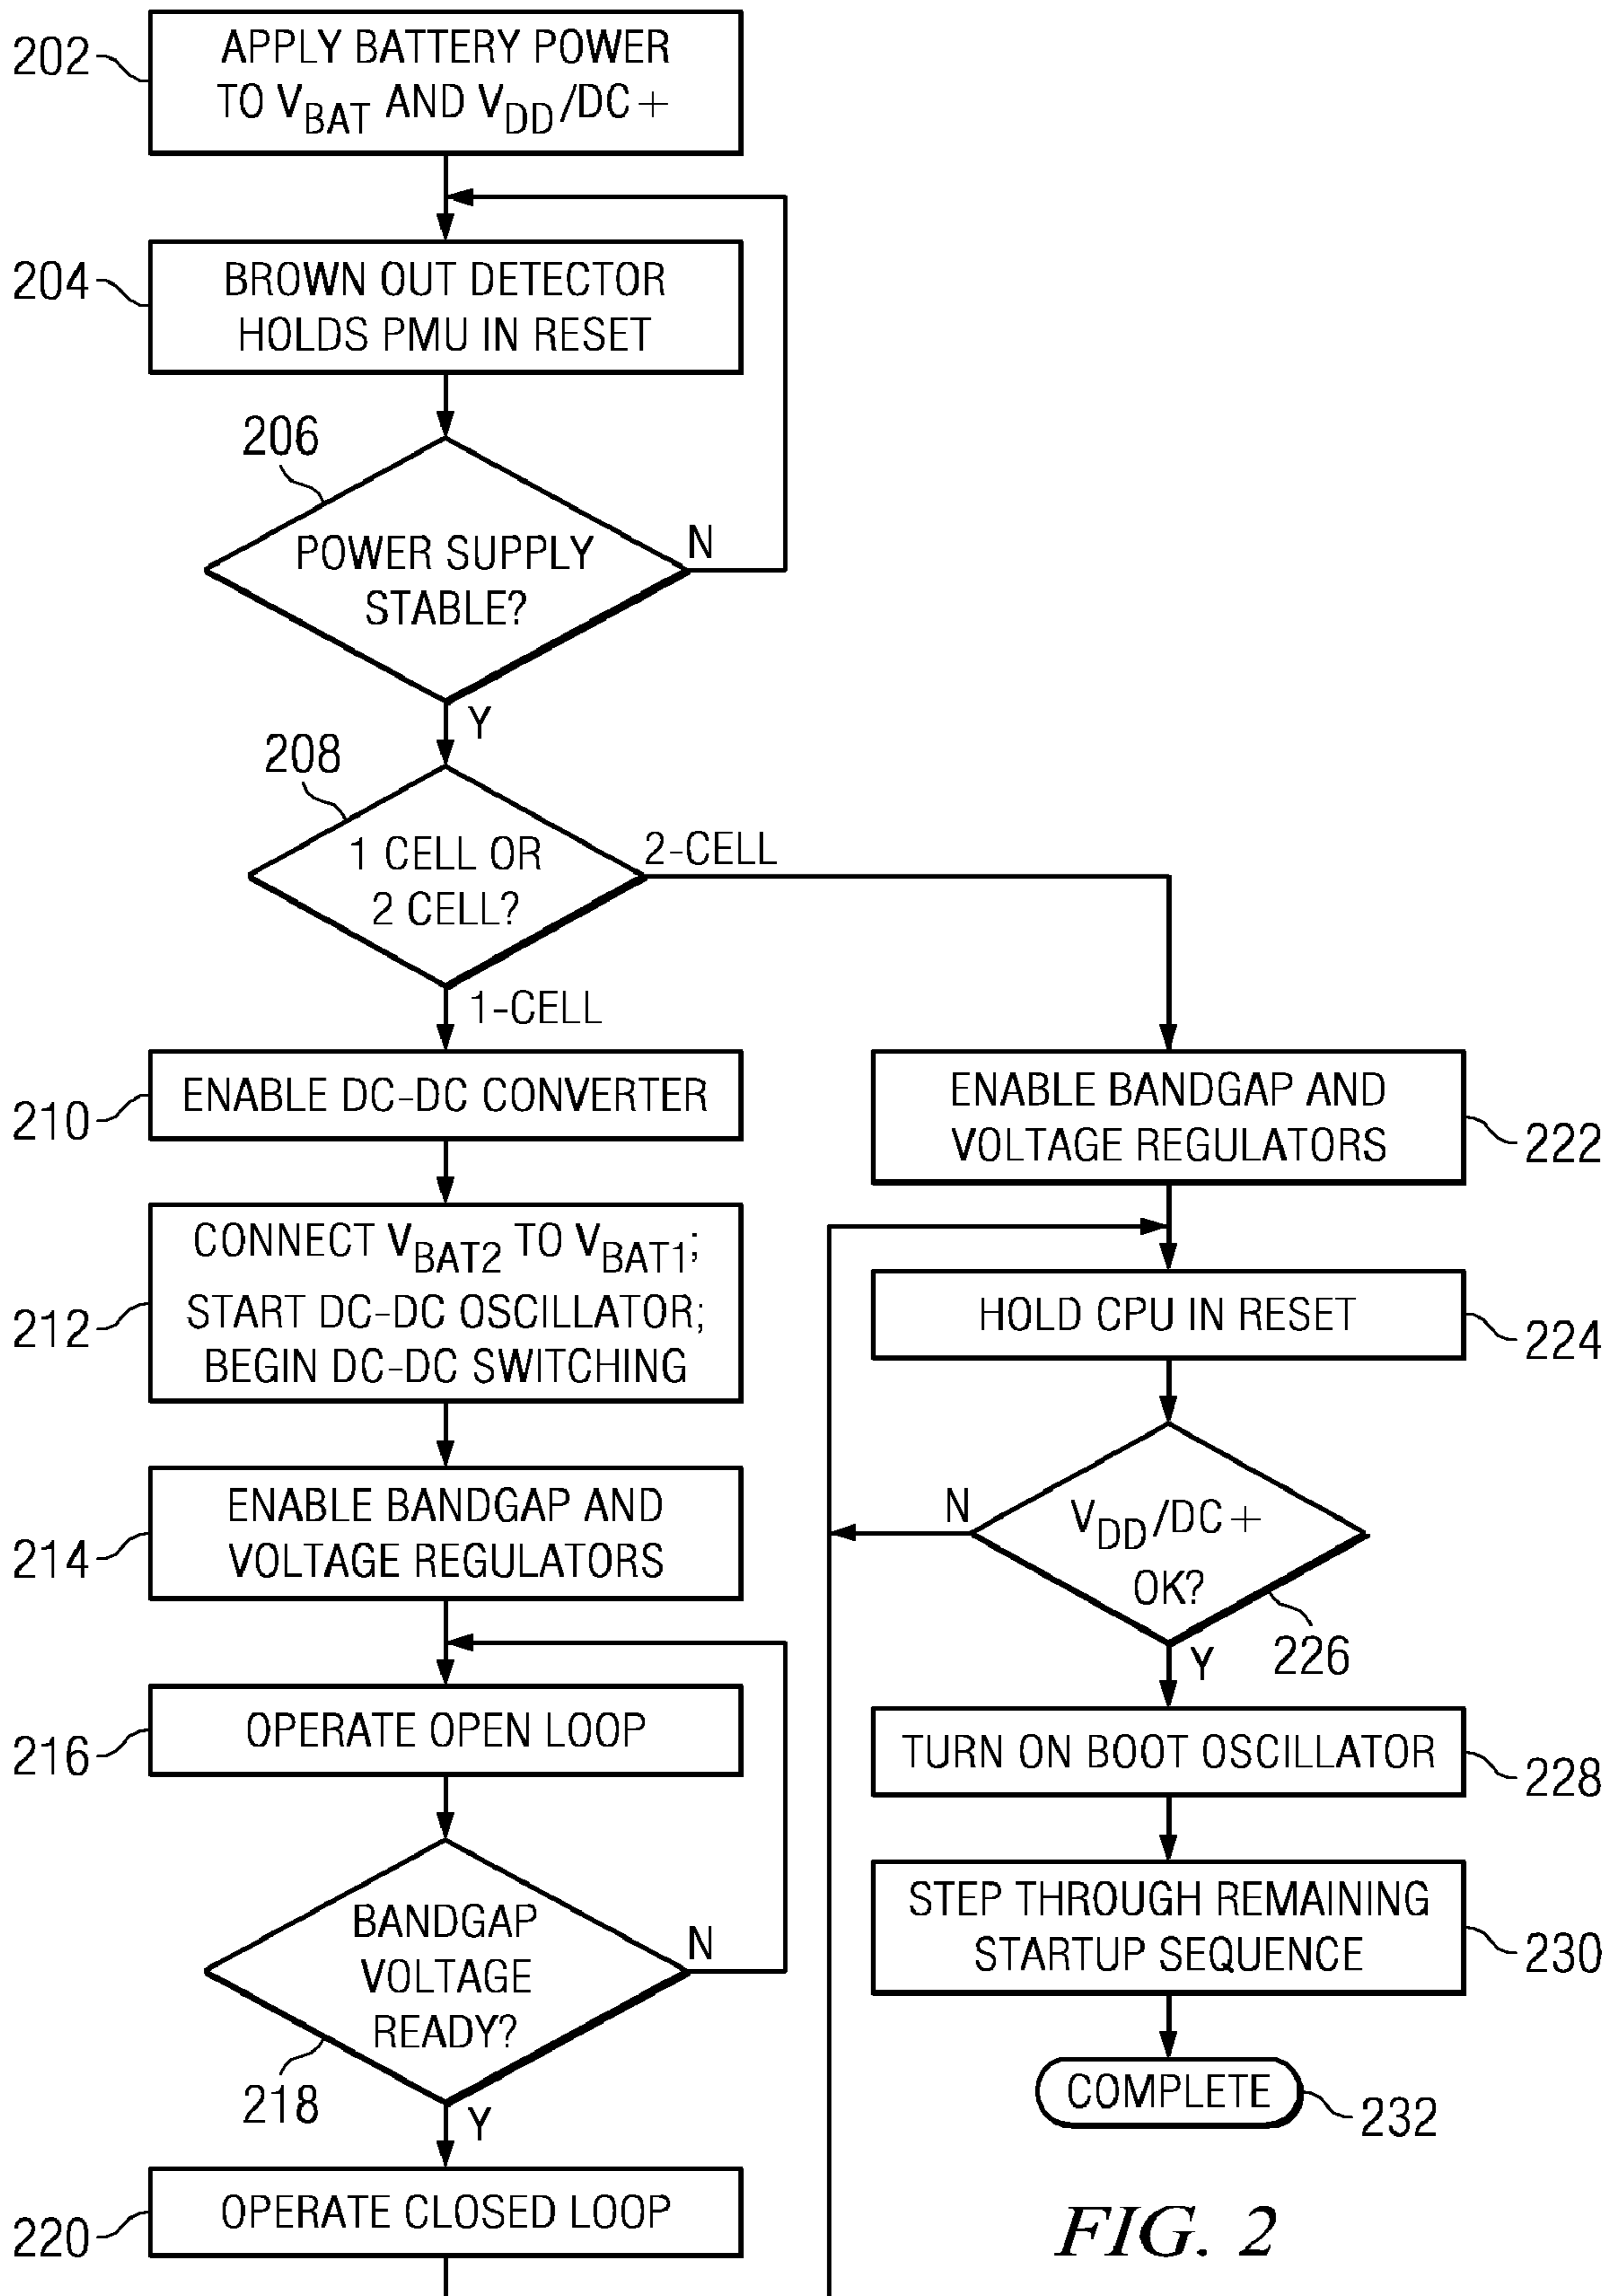 202
APPLY BATTERY POWER
TO VBAT AND VDD/DC+
204
BROWN OUT DETECTOR
HOLDS PMU IN RESET
206
POWER SUPPLY
STABLE?
N
Y
208
1 CELL OR
2 CELL?
2-CELL
1-CELL
210
ENABLE DC-DC CONVERTER
212
CONNECT VBAT2 TO VBAT1;
START DC-DC OSCILLATOR;
BEGIN DC-DC SWITCHING
214
ENABLE BANDGAP AND
VOLTAGE REGULATORS
216
OPERATE OPEN LOOP
BANDGAP
VOLTAGE
READY?
N
218
Y
220
OPERATE CLOSED LOOP
ENABLE BANDGAP AND
VOLTAGE REGULATORS
222
HOLD CPU IN RESET
224
N
VDD/DC+
OK?
226
Y
TURN ON BOOT OSCILLATOR
228
STEP THROUGH REMAINING
STARTUP SEQUENCE
230
COMPLETE
232
FIG. 2